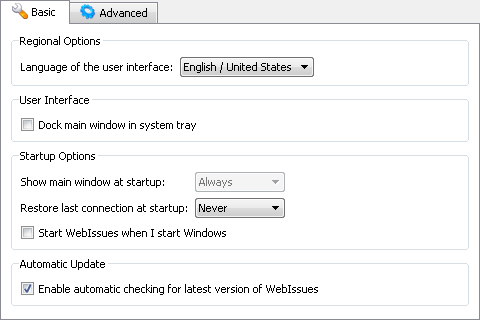 Basic Advanced
Regional Options
Language of the user interface: English / United States
User Interface
Dock main window in system tray
Startup Options
Show main window at startup: Always
Restore last connection at startup: Never
Start WebIssues when I start Windows
Automatic Update
Enable automatic checking for latest version of WebIssues